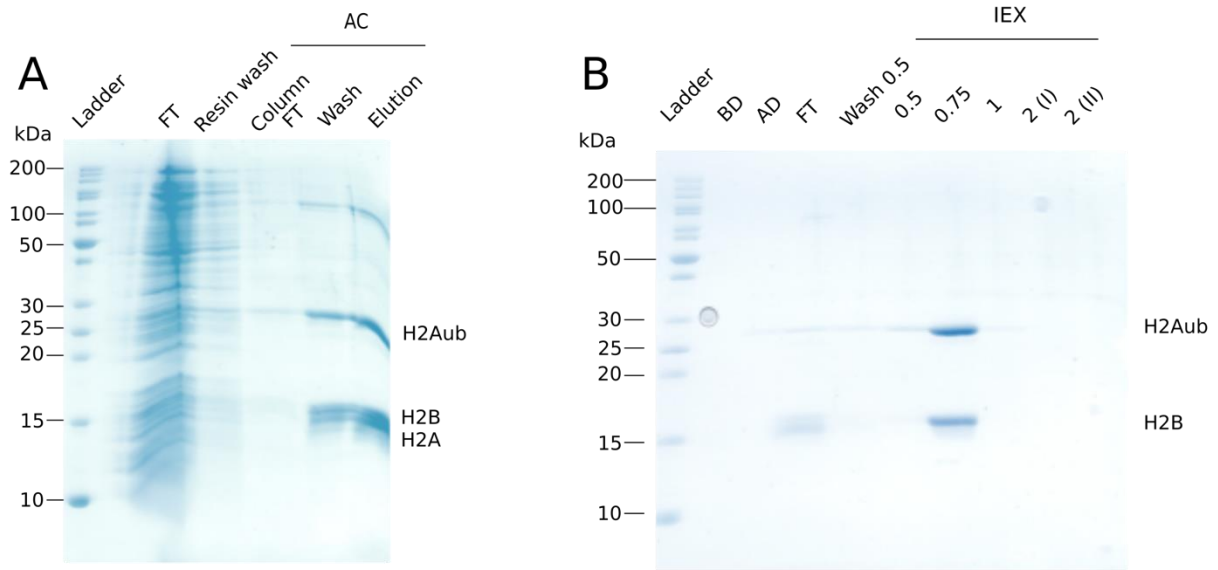 A
AC
Ladder
FT
Resin wash
Column
FT
Wash
Elution
kDa
200
100
50
30
25
20
15
10
H2Aub
H2B
H2A
B
IEX
Ladder
BD
AD
FT
Wash 0.5
0.5
0.75
1
2 (I)
2 (II)
kDa
200
100
50
30
25
20
15
10
H2Aub
H2B